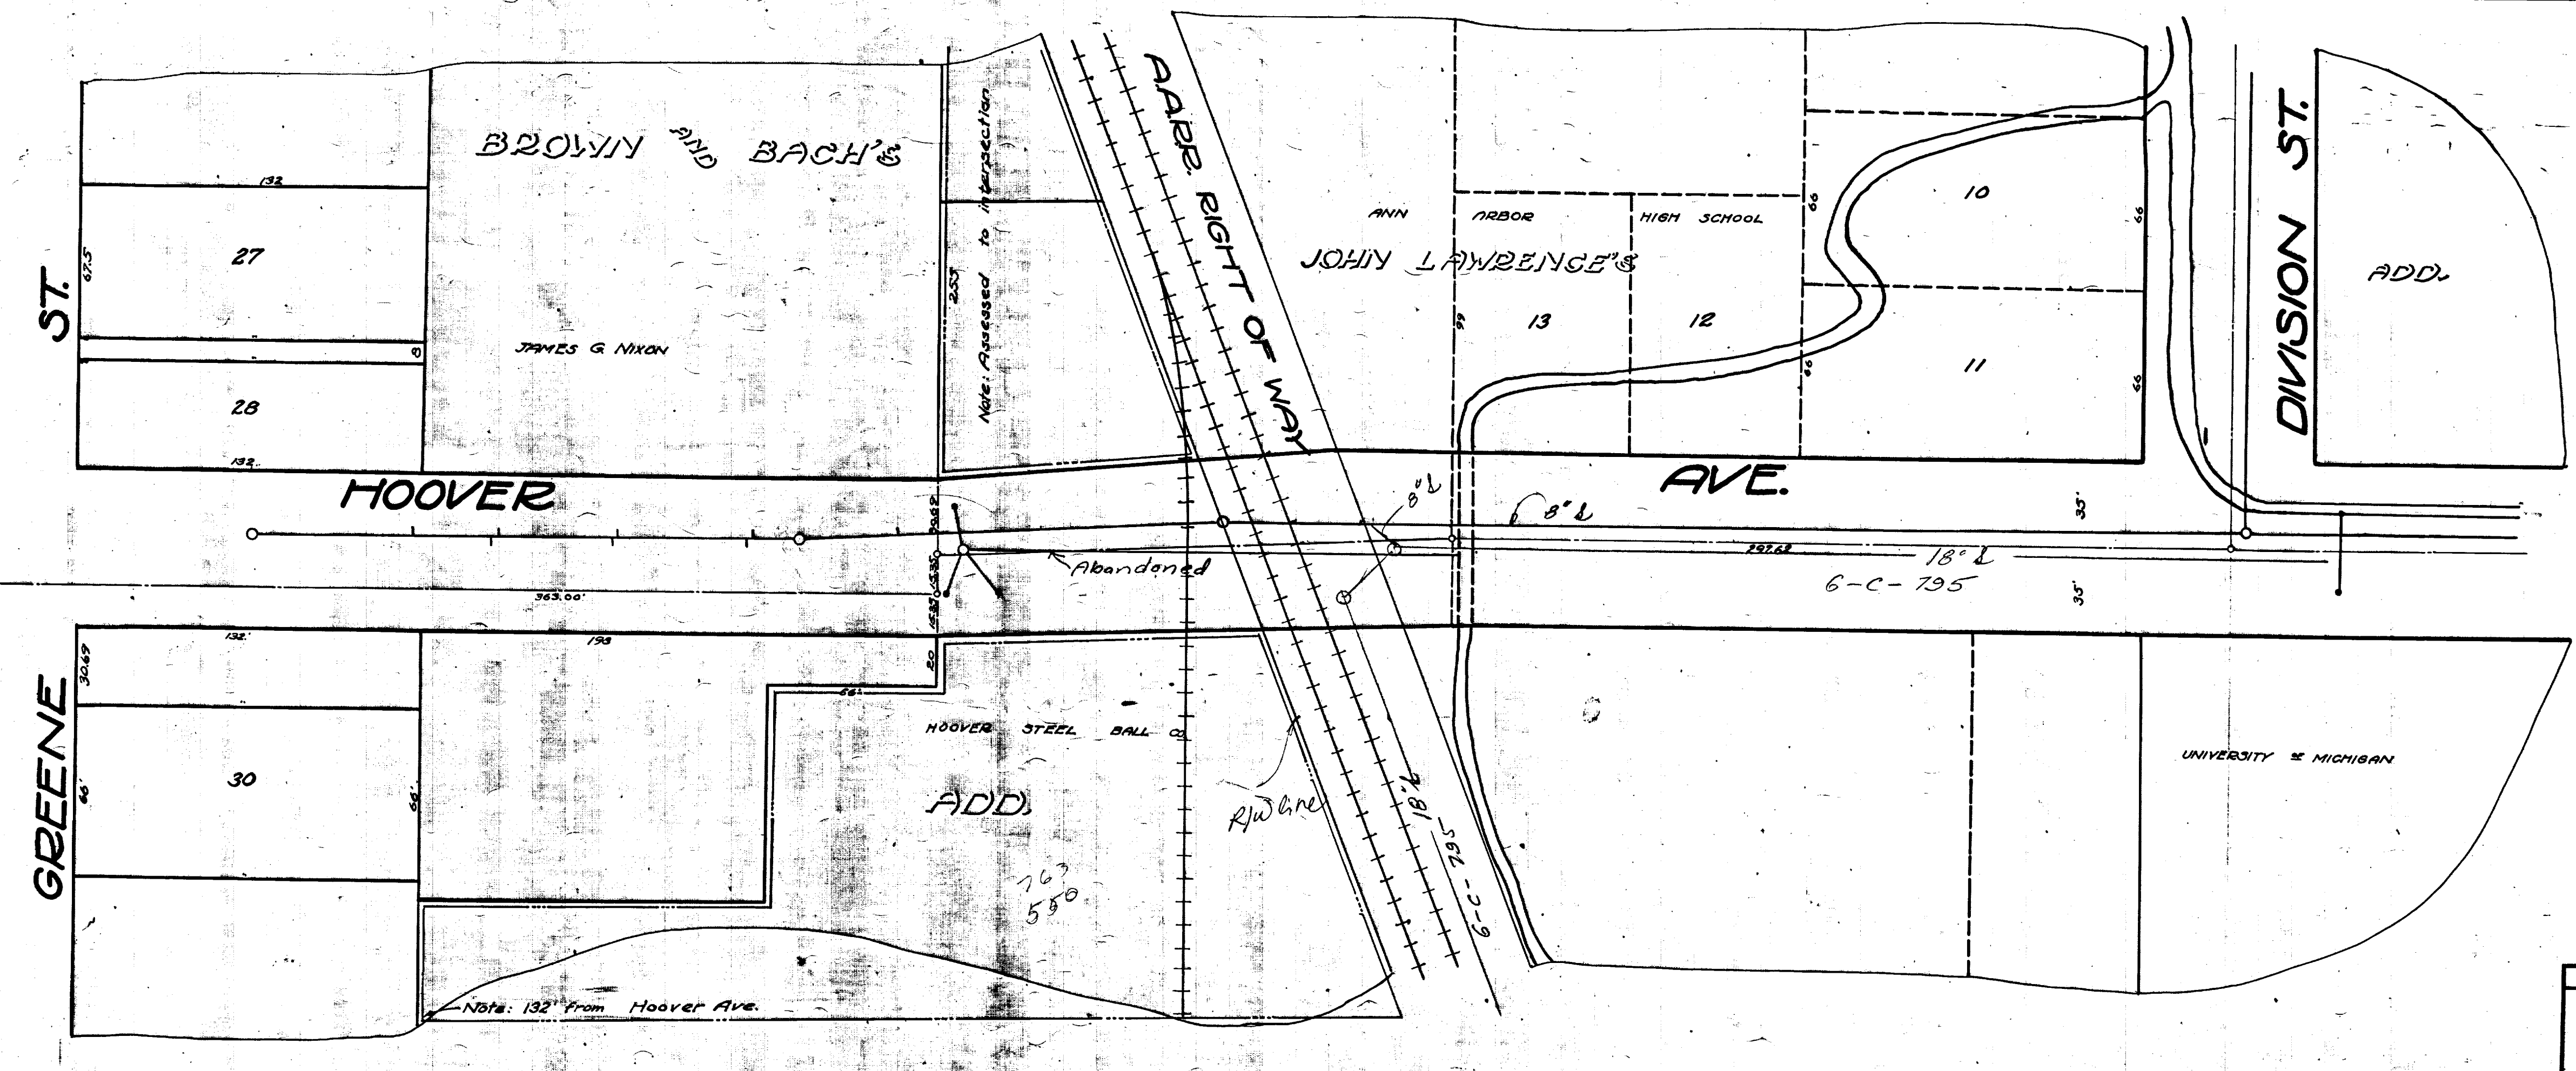 BROWN AND BACH'S
132
27
67.5
ST.
8
JAMES G NIXON
28
132
Note: Assessed to intersection
255
A.A.R.R. RIGHT OF WAY
ANN ARBOR HIGH SCHOOL
JOHN LAWRENCE'S
13
12
66
66
99
10
66
11
66
DIVISION ST.
ADD.
HOOVER
AVE.
8"
8"
35'
35'
Abandoned
297.62
18"
6-C-795
363.00'
15.35
132'
193
20
66'
30.69
GREENE
66'
30
66'
HOOVER STEEL BALL CO
ADD.
R/W line
18"
6-C-795
UNIVERSITY OF MICHIGAN
763
550
Note: 132' from Hoover Ave.